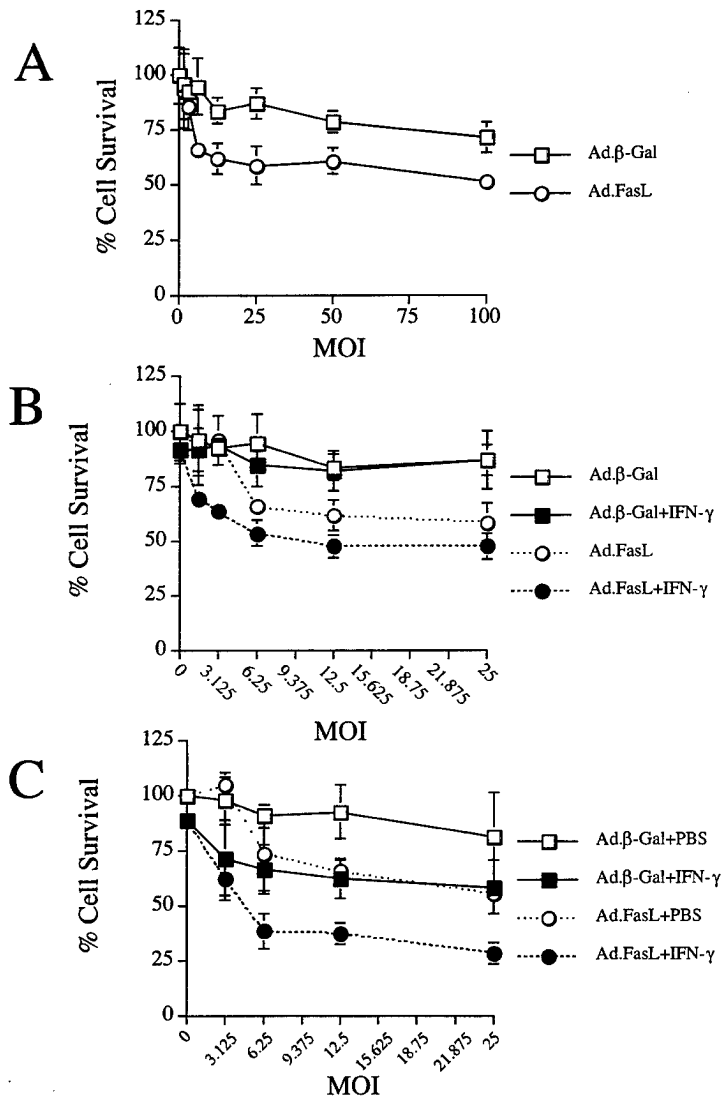 A
125
100
75
50
25
0
% Cell Survival
0
25
50
75
100
MOI
Ad.β-Gal
Ad.FasL
B
125
100
75
50
25
0
% Cell Survival
0
3.125
6.25
9.375
12.5
15.625
18.75
21.875
25
MOI
Ad.β-Gal
Ad.β-Gal+IFN-γ
Ad.FasL
Ad.FasL+IFN-γ
C
125
100
75
50
25
0
% Cell Survival
0
3.125
6.25
9.375
12.5
15.625
18.75
21.875
25
MOI
Ad.β-Gal+PBS
Ad.β-Gal+IFN-γ
Ad.FasL+PBS
Ad.FasL+IFN-γ